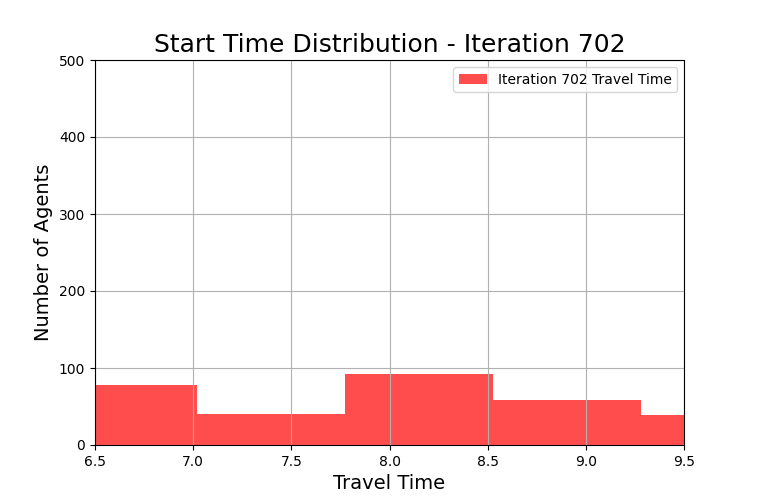 Start Time Distribution - Iteration 702
Iteration 702 Travel Time
Number of Agents
500
400
300
200
100
0
6.5 7.0 7.5 8.0 8.5 9.0 9.5
Travel Time